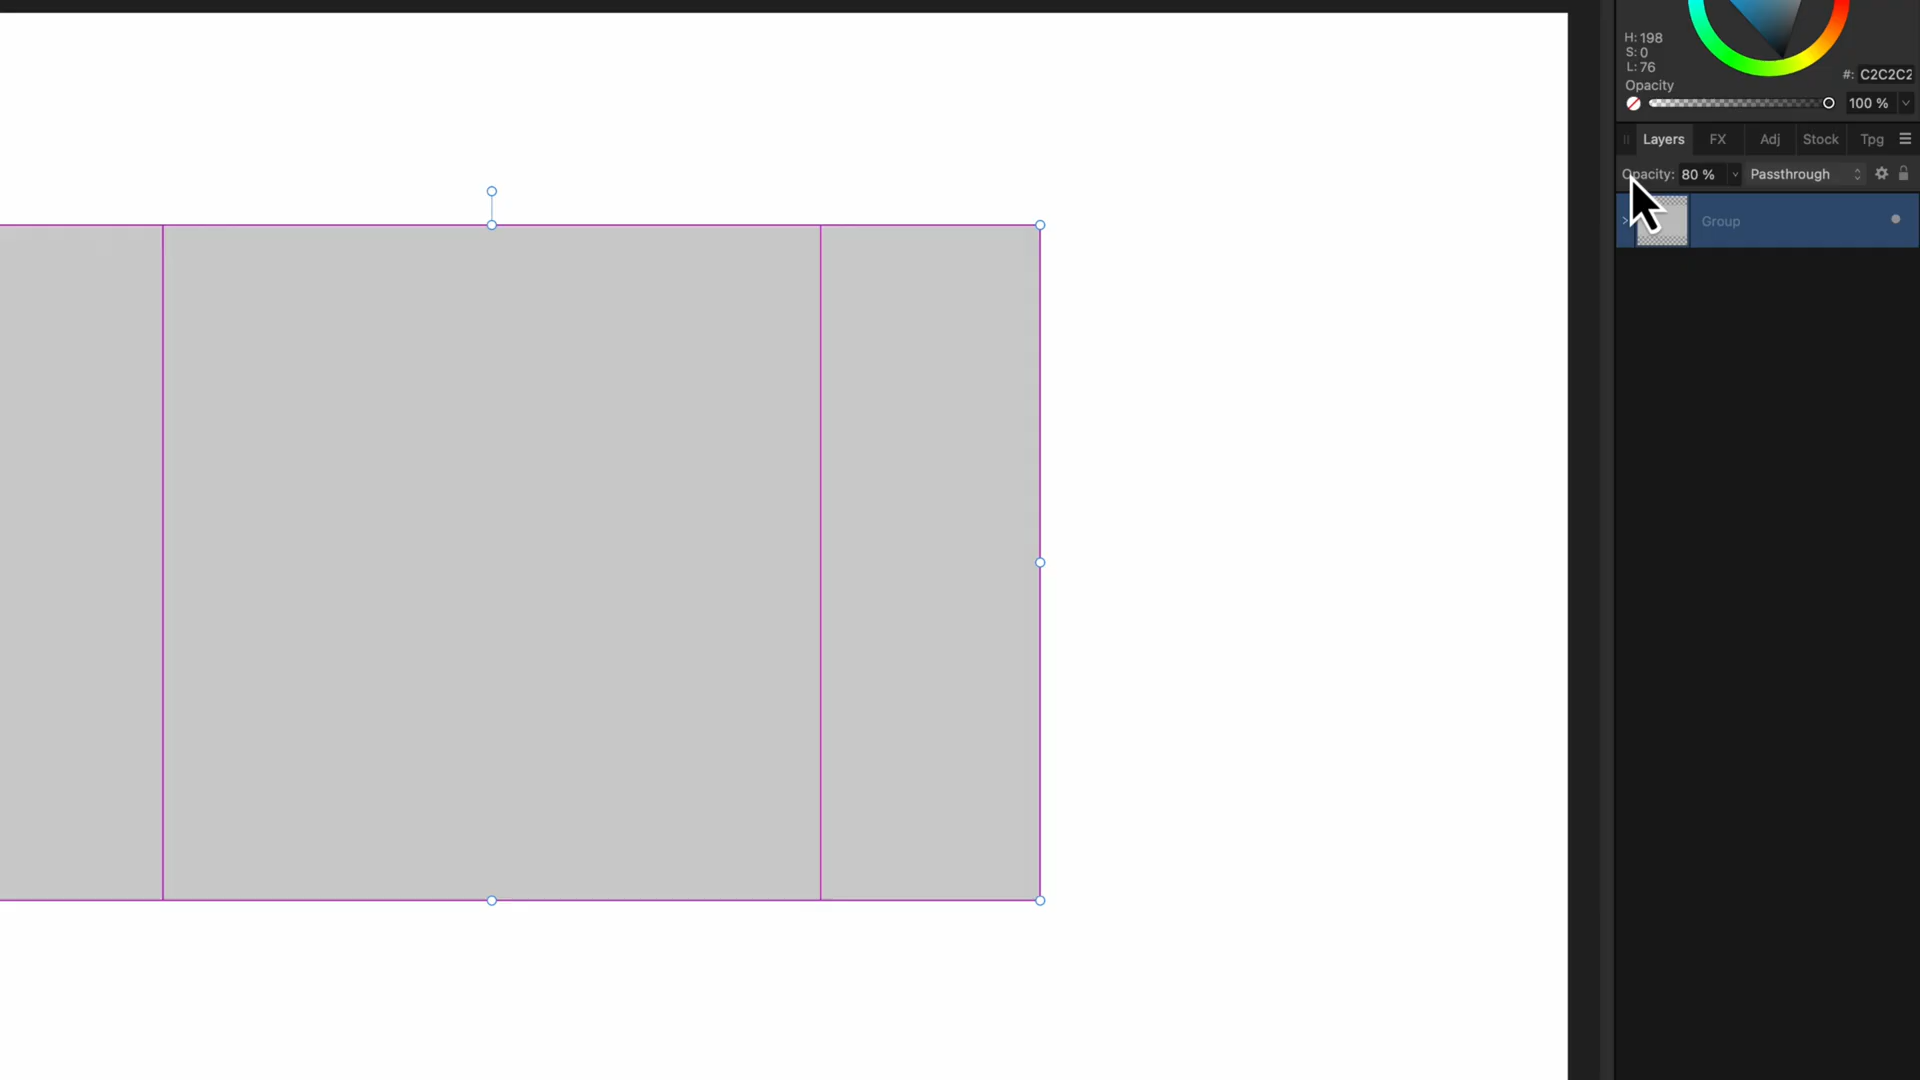 H: 198
S: 0
L: 76
#: C2C2C2
Opacity
100 %
Layers FX Adj Stock Tpg
Opacity: 80 % Passthrough
Group